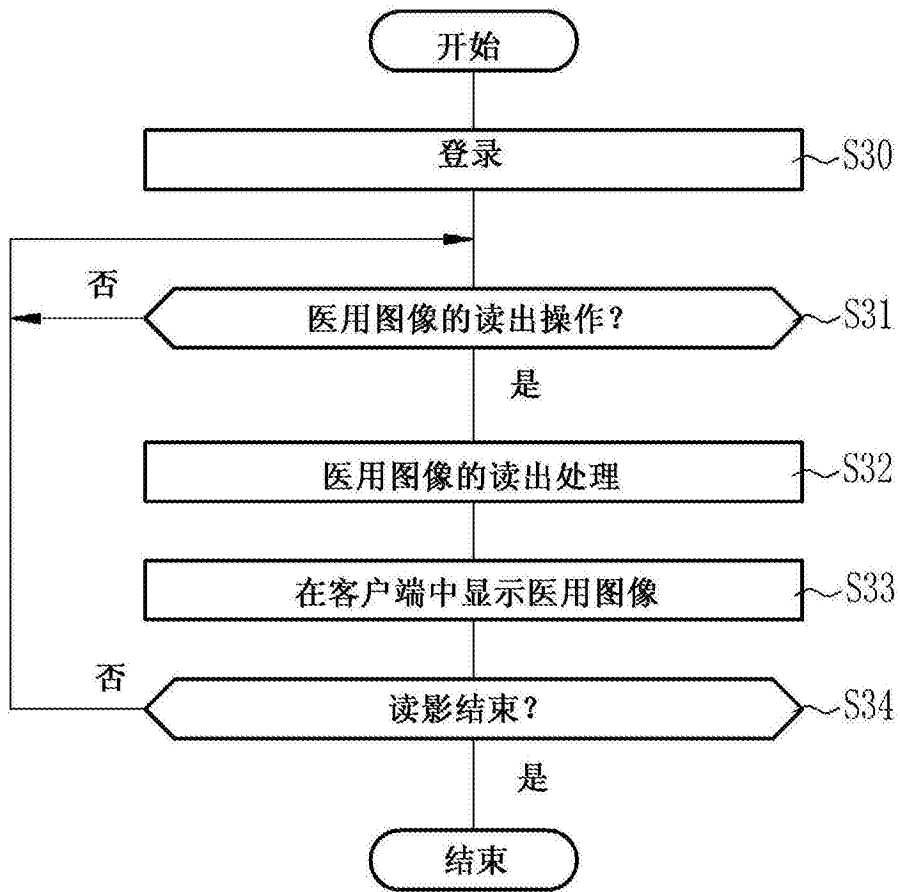 开始
登录
S30
否
医用图像的读出操作?
S31
是
医用图像的读出处理
S32
在客户端中显示医用图像
S33
否
读影结束?
S34
是
结束